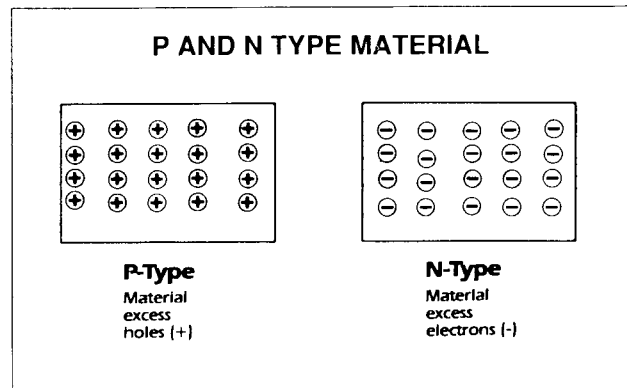 P AND N TYPE MATERIAL
P-Type
Material
excess
holes (+)
N-Type
Material
excess
electrons (-)